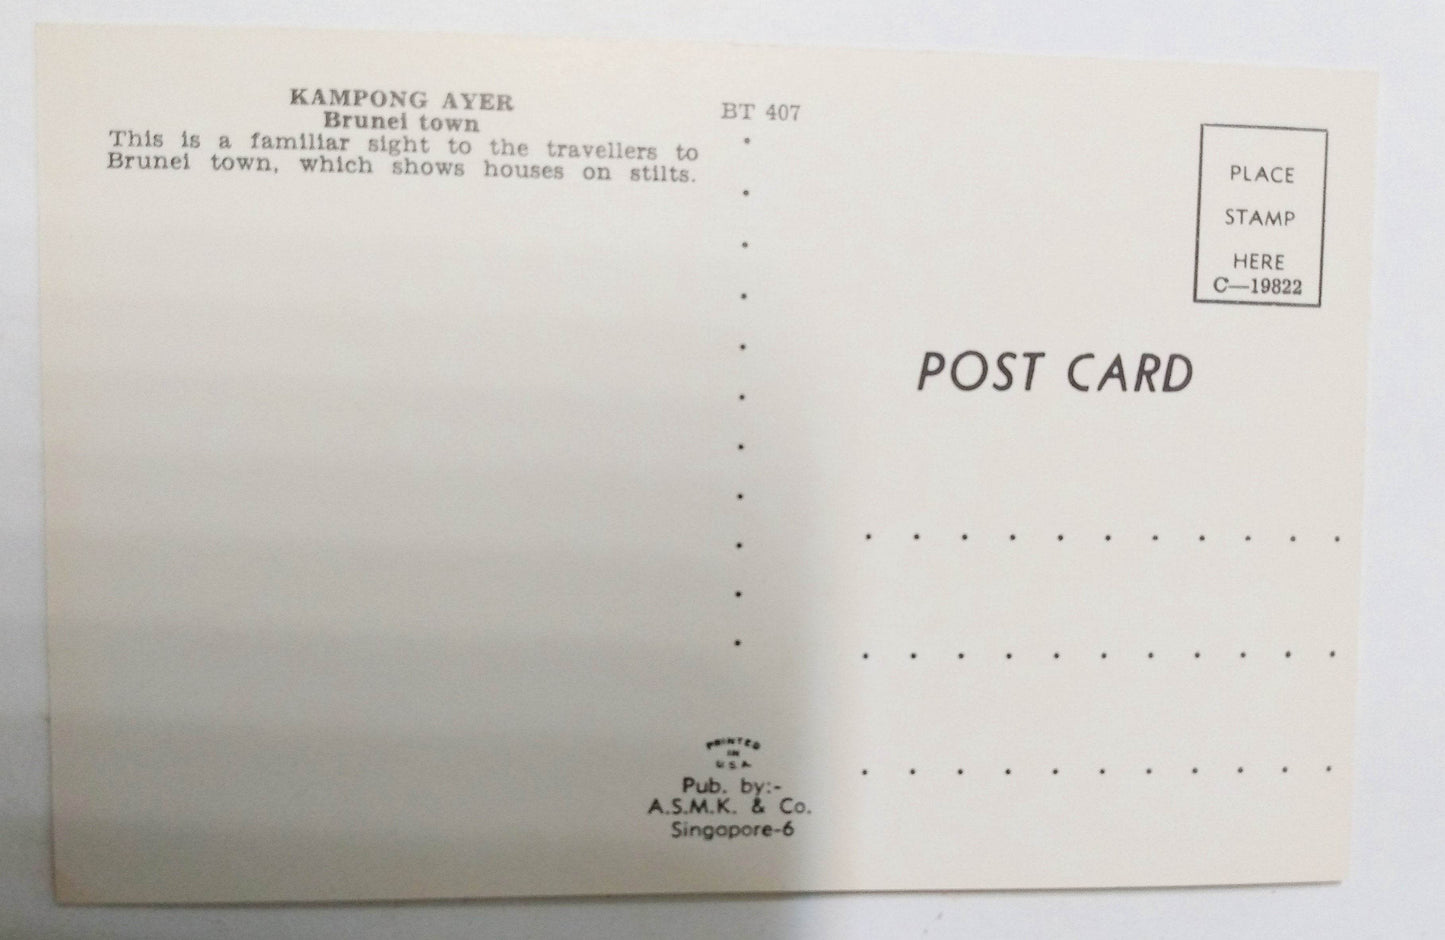 KAMPONG AYER
Brunei town
This is a familiar sight to the travellers to
Brunei town, which shows houses on stilts.
BT 407
PLACE
STAMP
HERE
C—19822
POST CARD
PRINTED
IN
U.S.A.
Pub. by:-
A.S.M.K. & Co.
Singapore-6